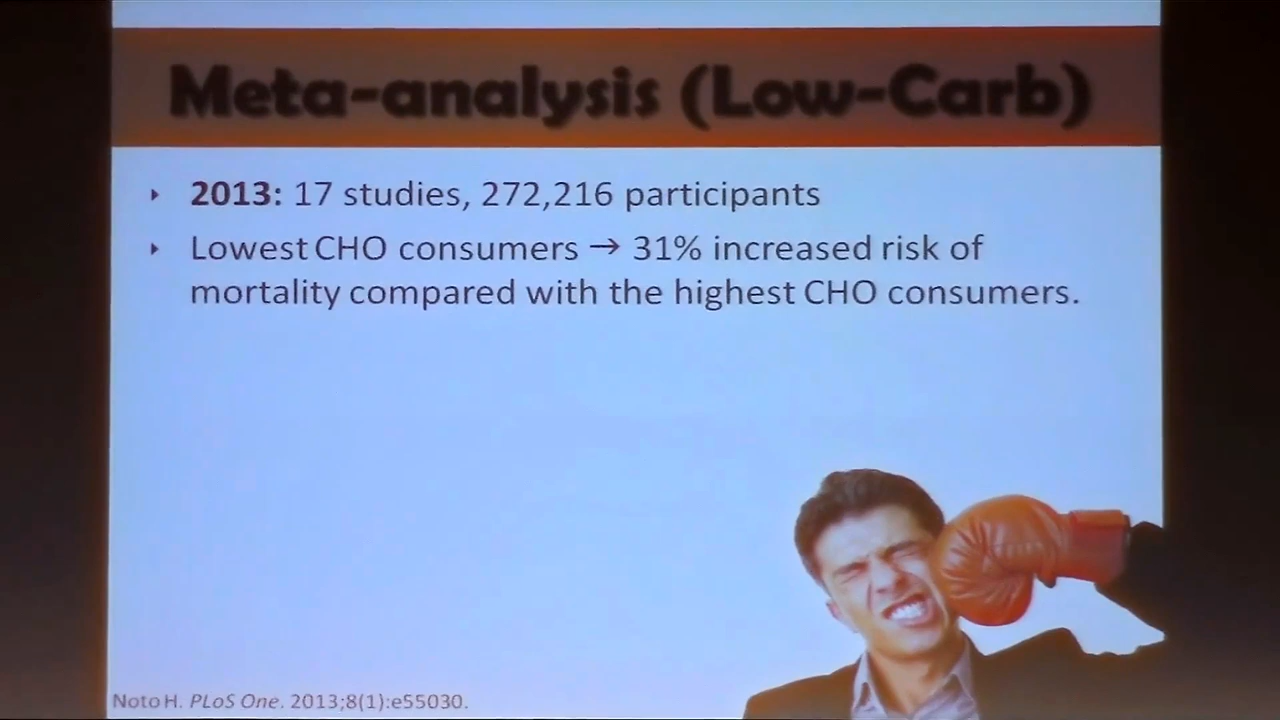 Meta-analysis (Low-Carb)
2013: 17 studies, 272,216 participants
Lowest CHO consumers → 31% increased risk of
mortality compared with the highest CHO consumers.
Noto H. PLoS One. 2013;8(1):e55030.